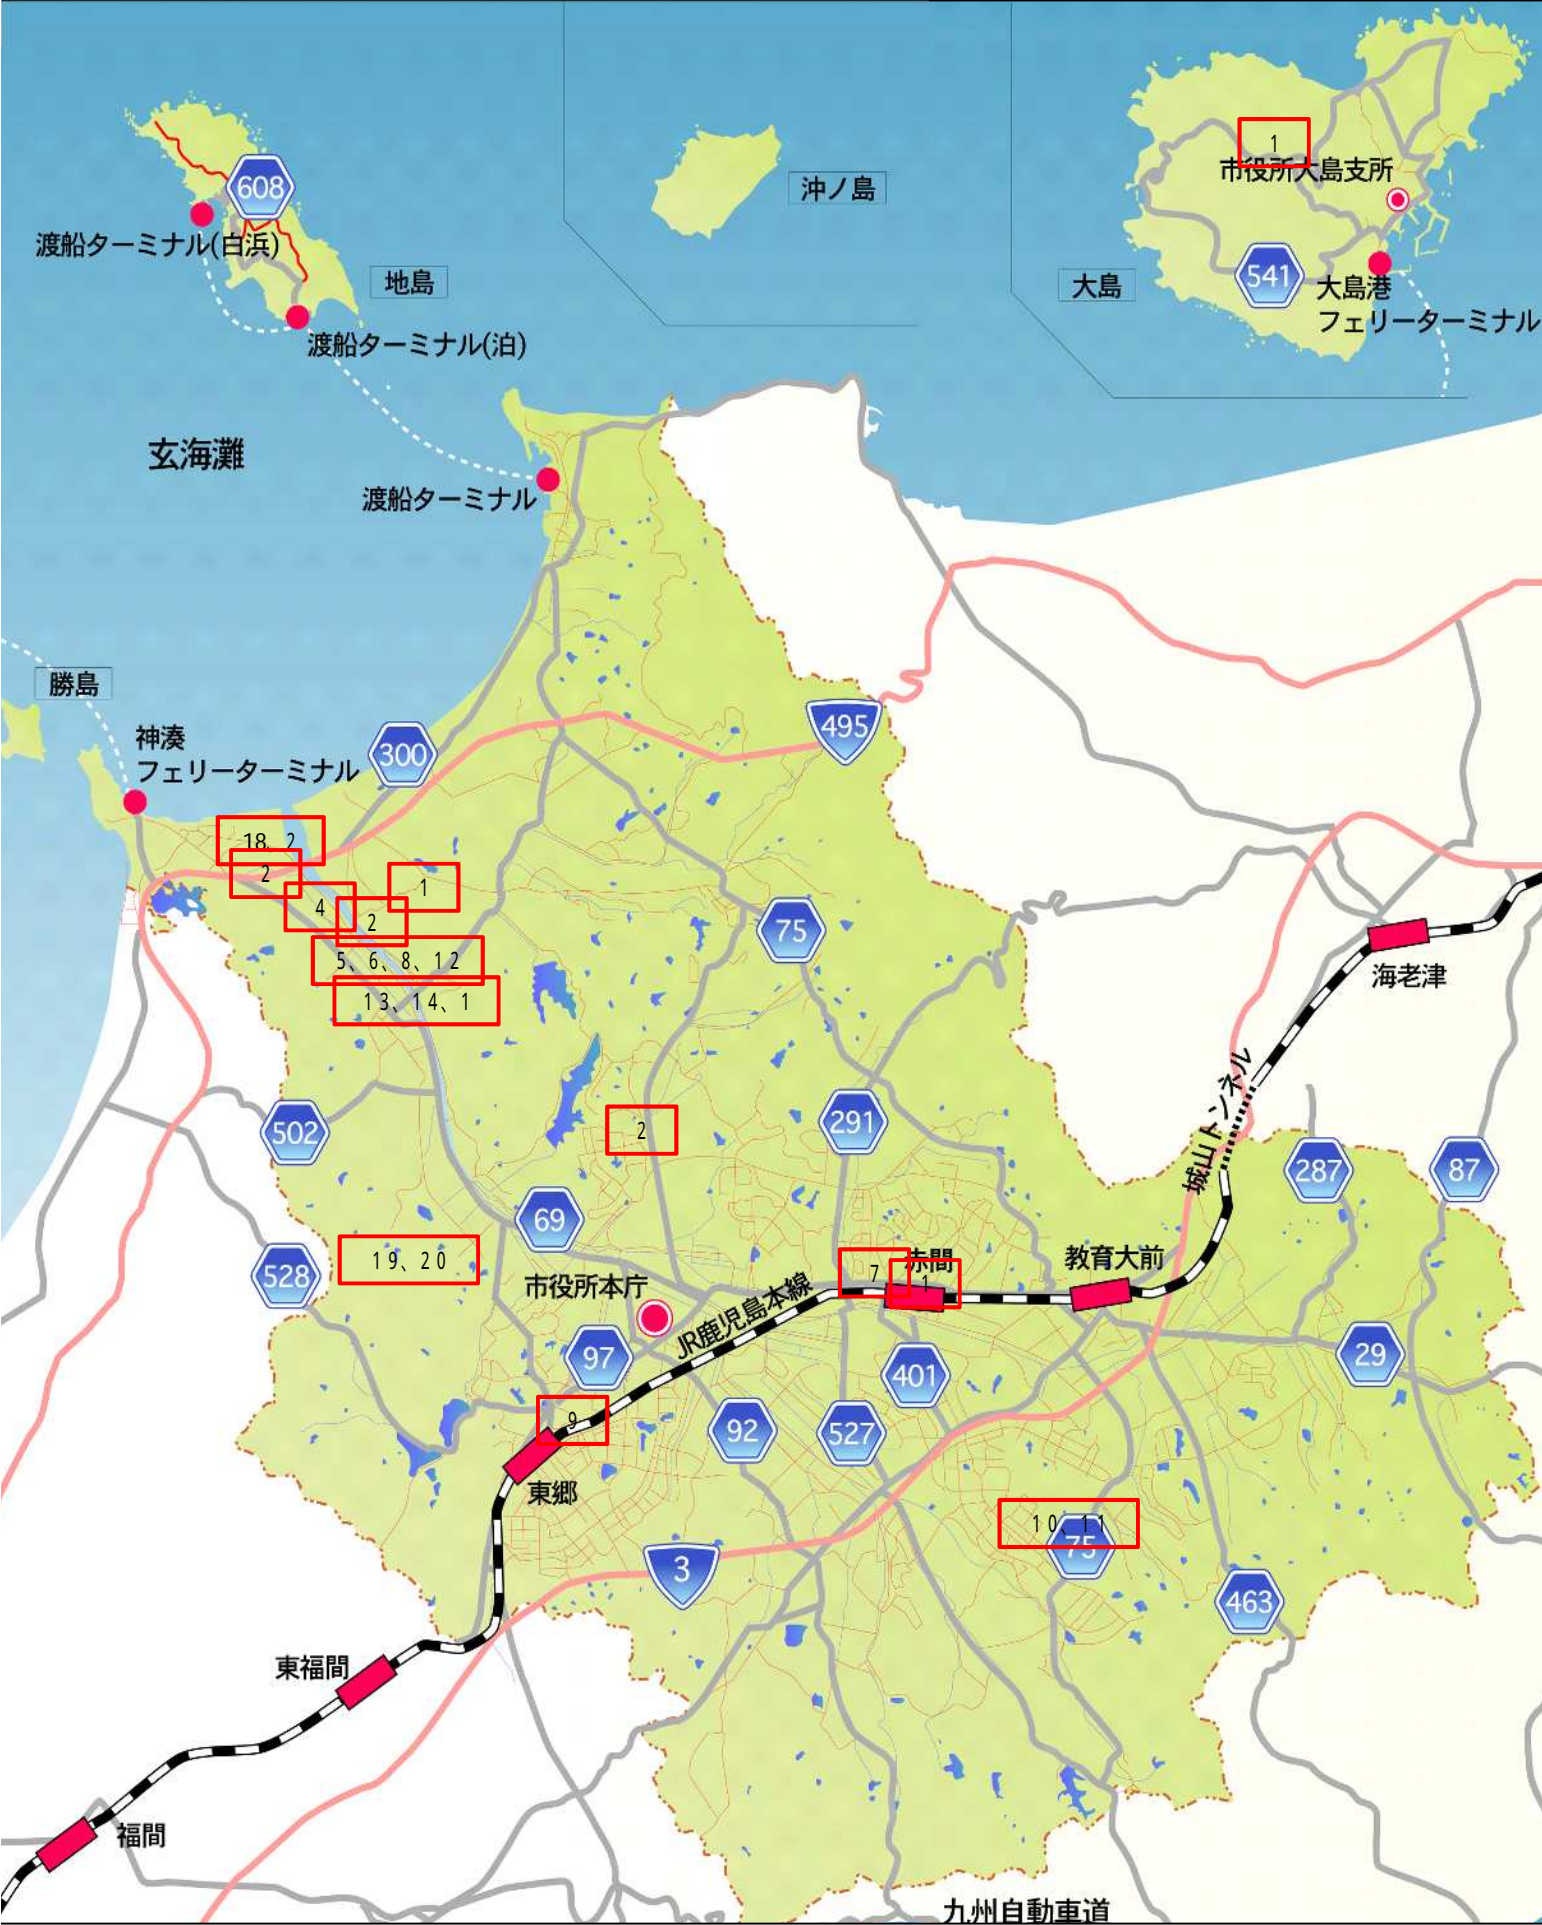 1
市役所大島支所
608
沖ノ島
渡船ターミナル(白浜)
地島
541
大島
大島港
フェリーターミナル
渡船ターミナル(泊)
玄海灘
渡船ターミナル
勝島
神湊
フェリーターミナル
300
495
18、2
2
1
4
2
75
5、6、8、12
海老津
13、14、1
城山トンネル
502
2
291
287
87
69
19、20
528
市役所本庁
7
赤間
1
教育大前
JR鹿児島本線
97
401
29
9
92
527
東郷
10、11
75
3
463
東福間
福間
九州自動車道